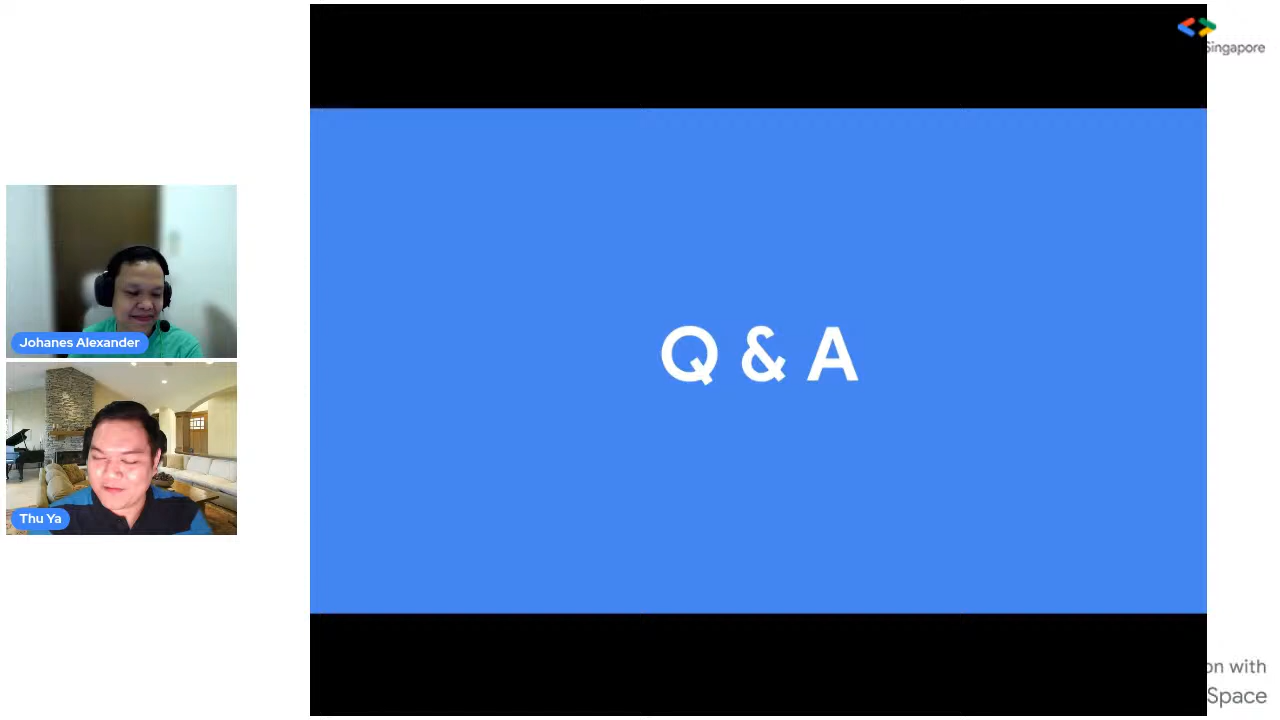 Singapore
Q & A
Johanes Alexander
Thu Ya
on with
Space